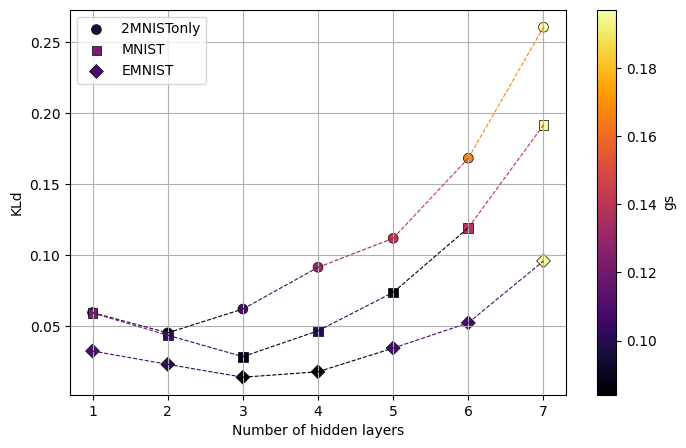 2MNISTonly
MNIST
EMNIST
0.25
0.20
0.15
0.10
0.05
KLd
1 2 3 4 5 6 7
Number of hidden layers
0.18
0.16
0.14
0.12
0.10
gs